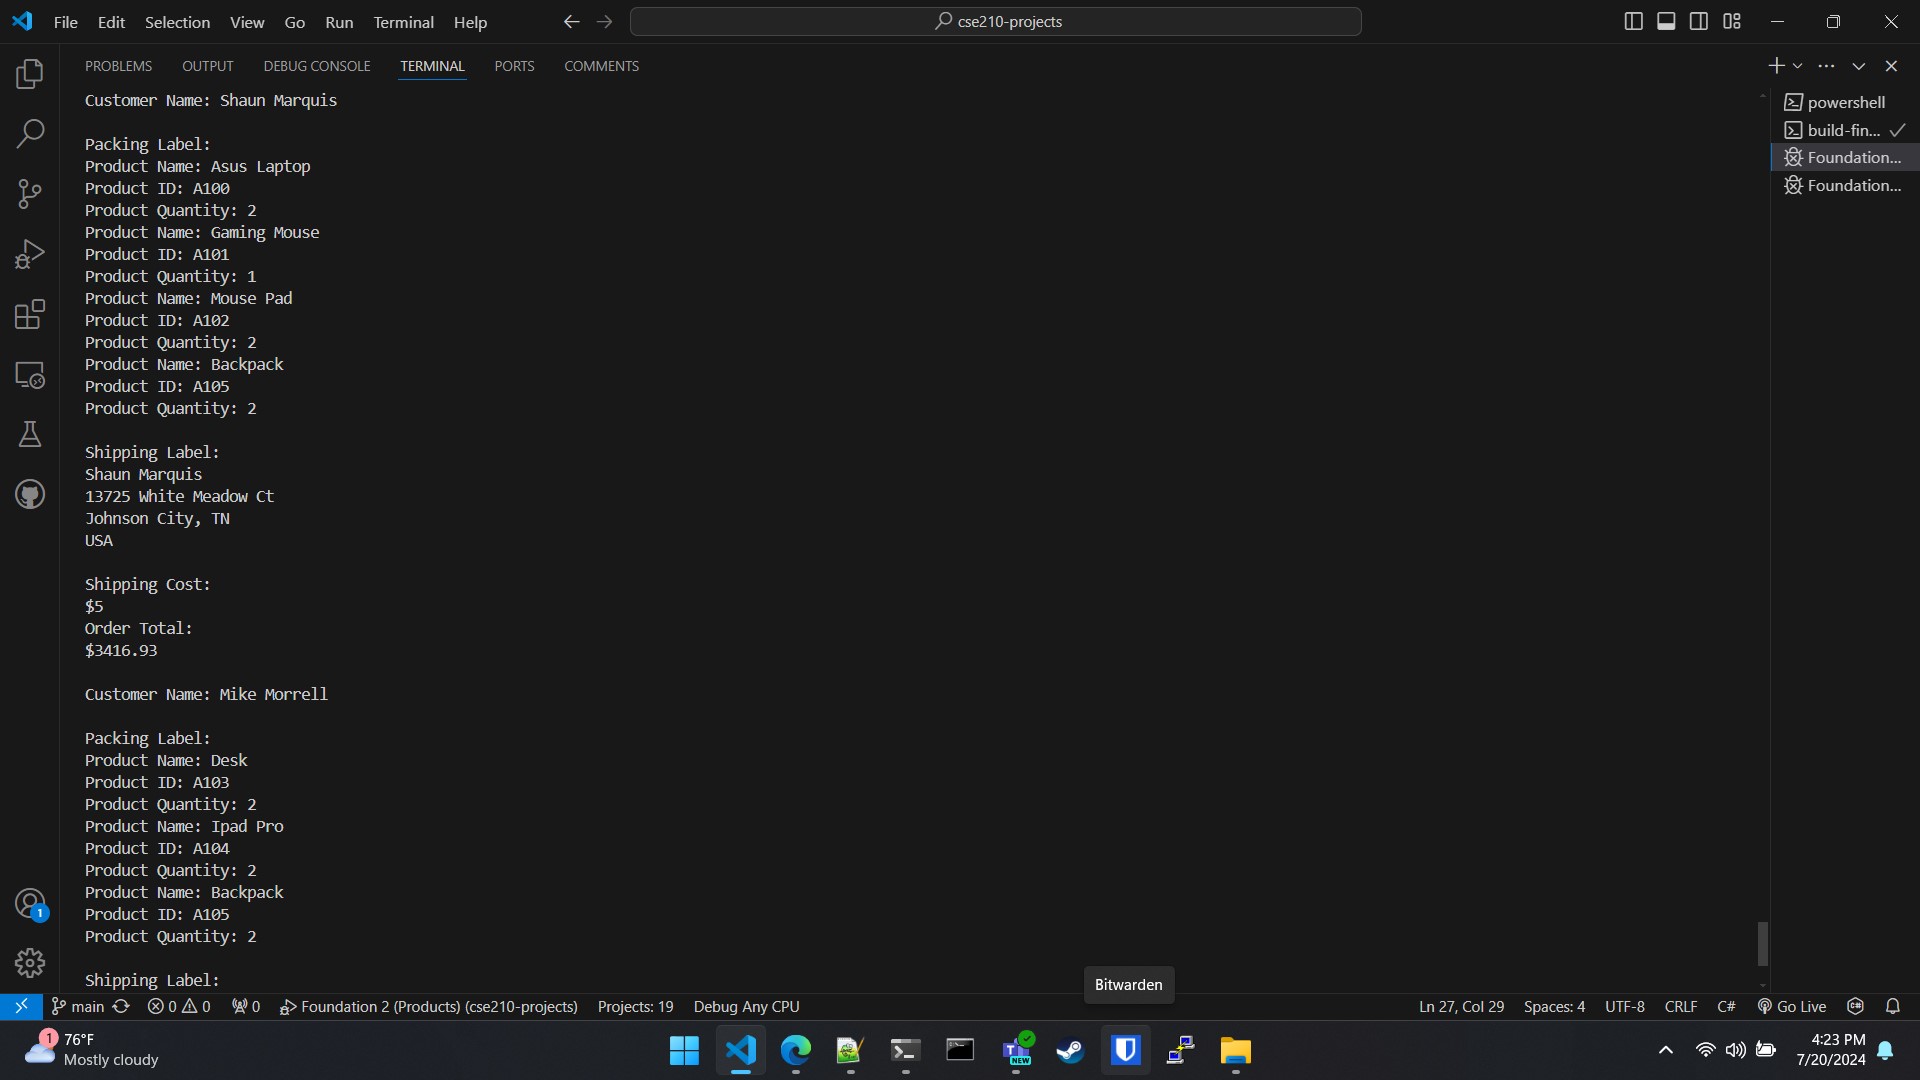 File Edit Selection View Go Run Terminal Help
cse210-projects
PROBLEMS OUTPUT DEBUG CONSOLE TERMINAL PORTS COMMENTS
Customer Name: Shaun Marquis
Packing Label:
Product Name: Asus Laptop
Product ID: A100
Product Quantity: 2
Product Name: Gaming Mouse
Product ID: A101
Product Quantity: 1
Product Name: Mouse Pad
Product ID: A102
Product Quantity: 2
Product Name: Backpack
Product ID: A105
Product Quantity: 2
Shipping Label:
Shaun Marquis
13725 White Meadow Ct
Johnson City, TN
USA
Shipping Cost:
$5
Order Total:
$3416.93
Customer Name: Mike Morrell
Packing Label:
Product Name: Desk
Product ID: A103
Product Quantity: 2
Product Name: Ipad Pro
Product ID: A104
Product Quantity: 2
Product Name: Backpack
Product ID: A105
Product Quantity: 2
Shipping Label:
powershell
build-fin...
Foundation...
Foundation...
1
Bitwarden
main 0 0 0 Foundation 2 (Products) (cse210-projects) Projects: 19 Debug Any CPU
Ln 27, Col 29 Spaces: 4 UTF-8 CRLF C# Go Live
1
76°F
Mostly cloudy
NEW
4:23 PM
7/20/2024